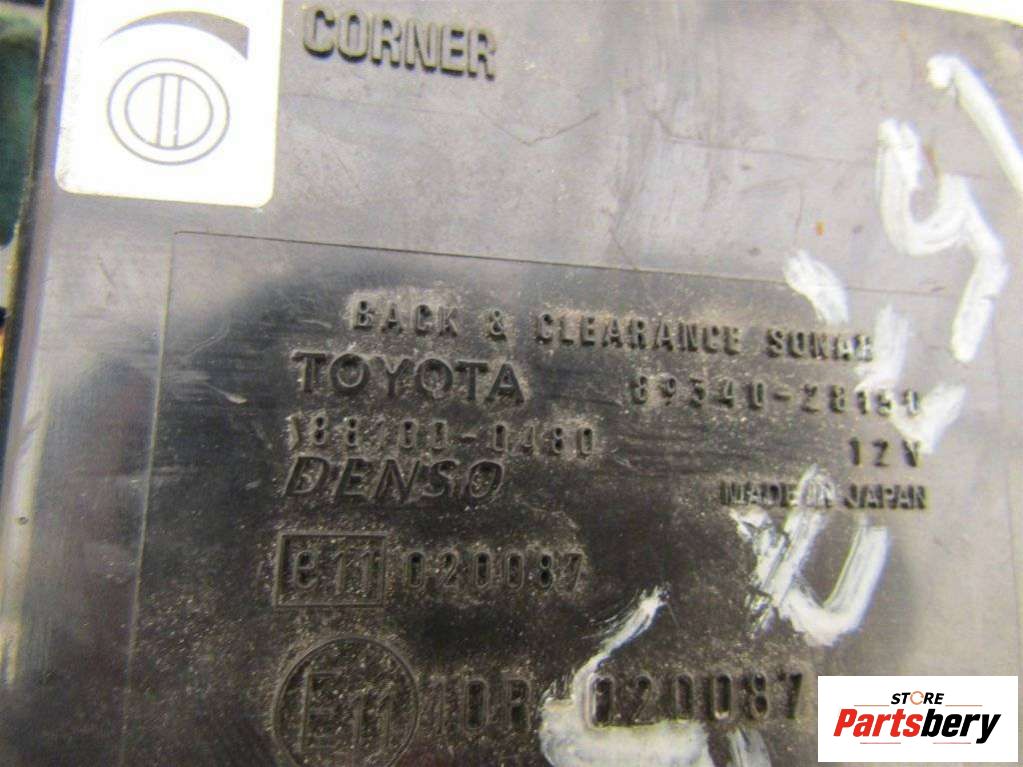 CORNER
BACK & CLEARANCE SONAR
TOYOTA 89340-28150
188300-0480 12V
DENSO MADE IN JAPAN
e11 020087
E11 10R 020087
STORE
Partsbery